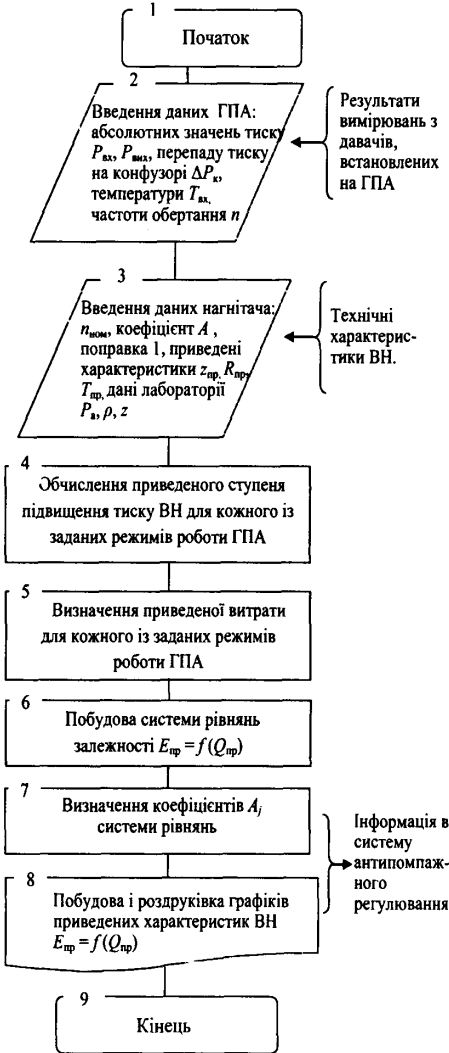 1
Початок
2
Введення даних ГПА:
абсолютних значень тиску
Pвх, Pвих, перепаду тиску
на конфузорі ΔPк,
температури Tвх,
частоти обертання n
Результати
вимірювань з
давачів,
встановлених
на ГПА
3
Введення даних нагнітача:
nном, коефіцієнт A ,
поправка 1, приведені
характеристики zпр, Rпр,
Tпр, дані лабораторії
Pа, ρ, z
Технічні
характерис-
тики ВН.
4
Обчислення приведеного ступеня
підвищення тиску ВН для кожного із
заданих режимів роботи ГПА
5
Визначення приведеної витрати
для кожного із заданих режимів
роботи ГПА
6
Побудова системи рівнянь
залежності Eпр = f (Qпр)
7
Визначення коефіцієнтів Aj
системи рівнянь
Інформація в
систему
антипомпаж-
ного
регулювання
8
Побудова і роздруківка графіків
приведених характеристик ВН
Eпр = f (Qпр)
9
Кінець